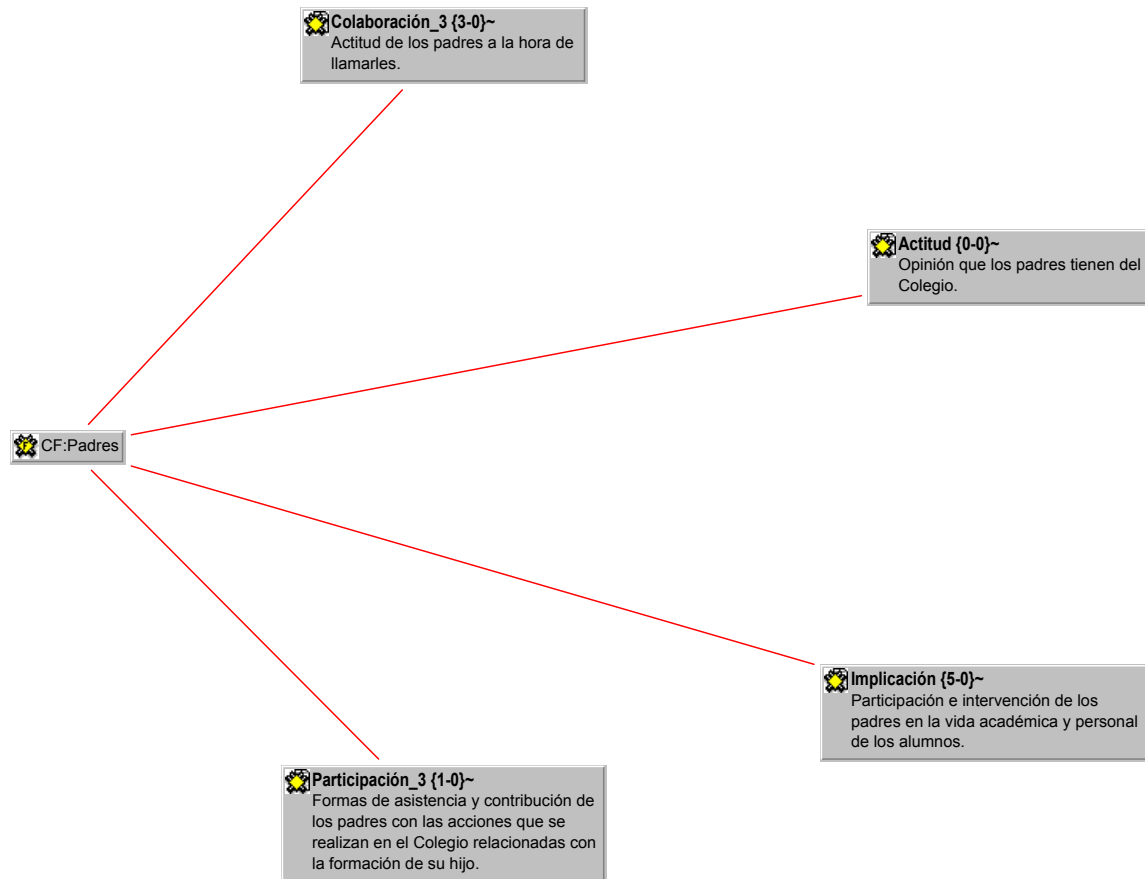 Colaboración_3 {3-0}~
Actitud de los padres a la hora de
llamarles.
Actitud {0-0}~
Opinión que los padres tienen del
Colegio.
CF:Padres
Implicación {5-0}~
Participación e intervención de los
padres en la vida académica y personal
de los alumnos.
Participación_3 {1-0}~
Formas de asistencia y contribución de
los padres con las acciones que se
realizan en el Colegio relacionadas con
la formación de su hijo.